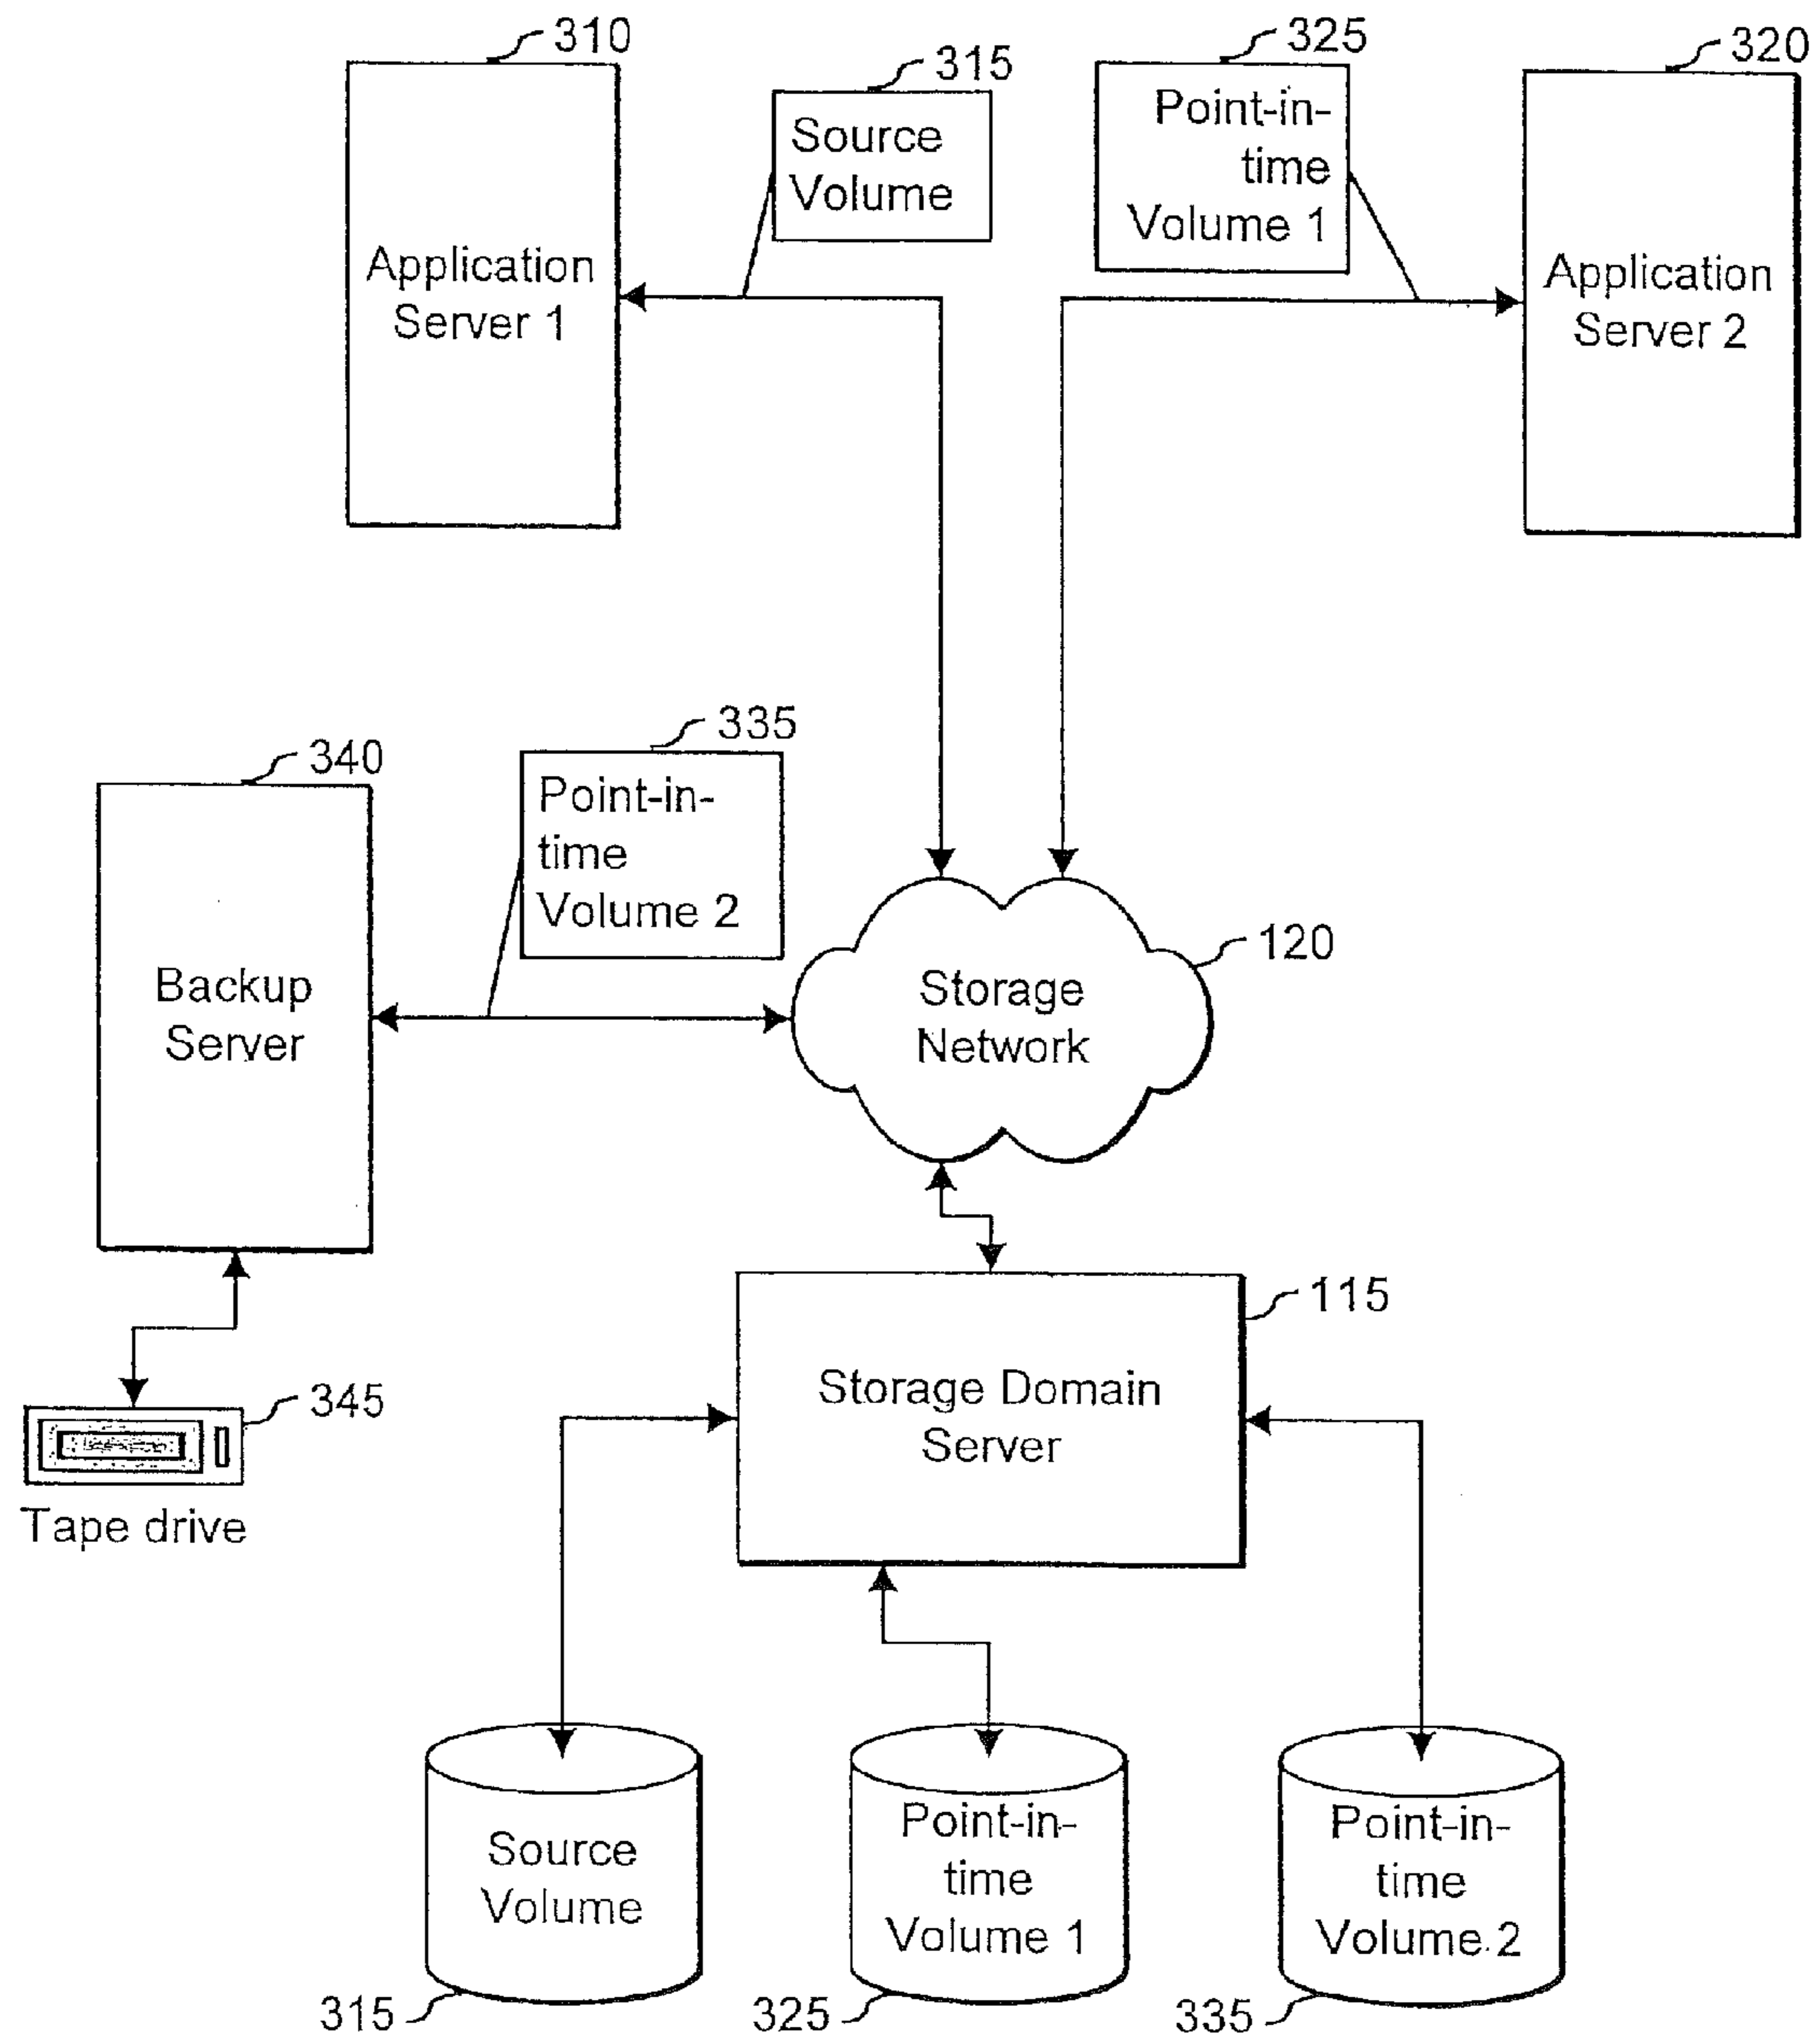 310
315
325
320
Source
Volume
Point-in-
time
Volume 1
Application
Server 1
Application
Server 2
335
340
Point-in-
time
Volume 2
120
Backup
Server
Storage
Network
115
Storage Domain
Server
345
Tape drive
Source
Volume
Point-in-
time
Volume 1
Point-in-
time
Volume 2
315
325
335